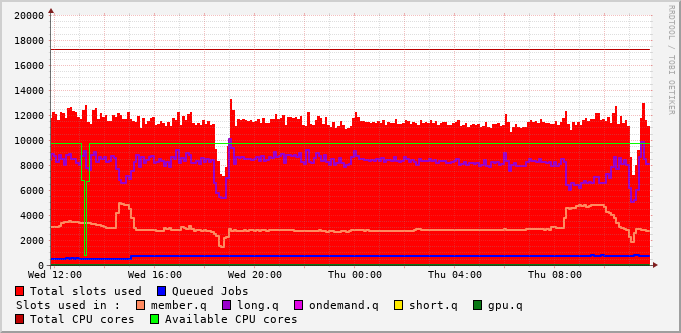 20000
18000
16000
14000
12000
10000
8000
6000
4000
2000
0
Wed 12:00 Wed 16:00 Wed 20:00 Thu 00:00 Thu 04:00 Thu 08:00
Total slots used Queued Jobs
Slots used in : member.q long.q ondemand.q short.q gpu.q
Total CPU cores Available CPU cores
RRDTOOL / TOBI OETIKER